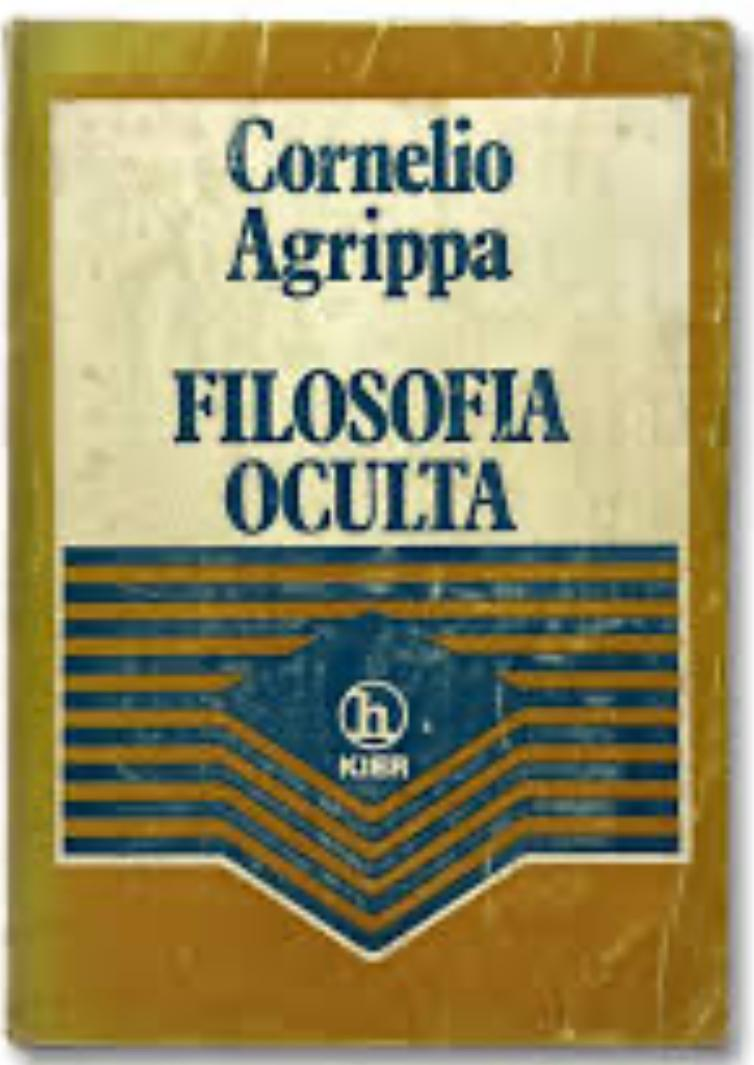 Cornelio
Agrippa
FILOSOFIA
OCULTA
h
KIER